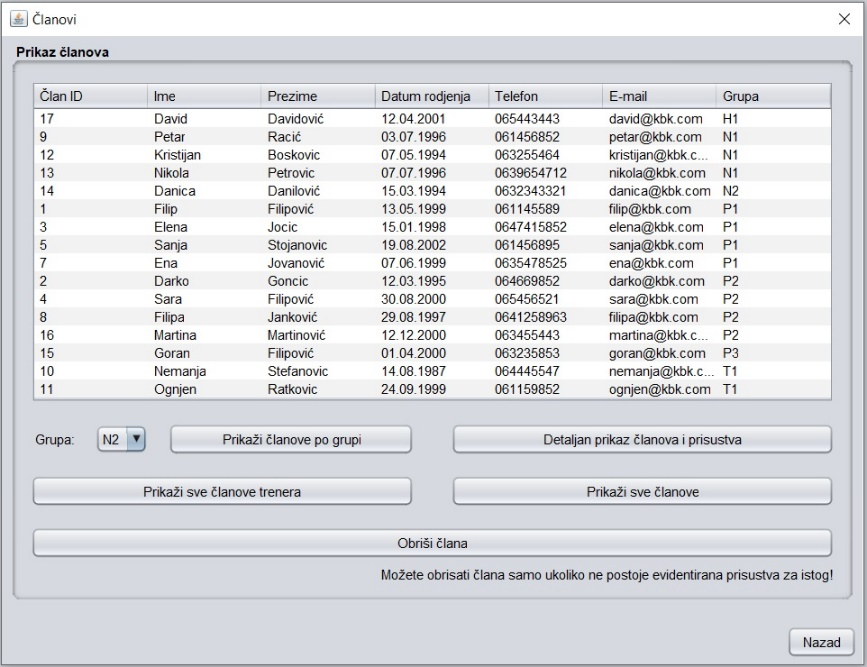 Članovi
Prikaz članova
Član ID Ime Prezime Datum rodjenja Telefon E-mail Grupa
17 David Davidović 12.04.2001 065443443 david@kbk.com H1
9 Petar Racić 03.07.1996 061456852 petar@kbk.com N1
12 Kristijan Boskovic 07.05.1994 063255464 kristijan@kbk.c... N1
13 Nikola Petrovic 07.07.1996 0639654712 nikola@kbk.com N1
14 Danica Danilović 15.03.1994 0632343321 danica@kbk.com N2
1 Filip Filipović 13.05.1999 061145589 filip@kbk.com P1
3 Elena Jocic 15.01.1998 0647415852 elena@kbk.com P1
5 Sanja Stojanovic 19.08.2002 061456895 sanja@kbk.com P1
7 Ena Jovanović 07.06.1999 0635478525 ena@kbk.com P1
2 Darko Goncic 12.03.1995 064669852 darko@kbk.com P2
4 Sara Filipović 30.08.2000 065456521 sara@kbk.com P2
8 Filipa Janković 29.08.1997 0641258963 filipa@kbk.com P2
16 Martina Martinović 12.12.2000 063455443 martina@kbk.c... P2
15 Goran Filipović 01.04.2000 063235853 goran@kbk.com P3
10 Nemanja Stefanovic 14.08.1987 064445547 nemanja@kbk.c... T1
11 Ognjen Ratkovic 24.09.1999 061159852 ognjen@kbk.com T1
Grupa: N2 Prikaži članove po grupi Detaljan prikaz članova i prisustva
Prikaži sve članove trenera Prikaži sve članove
Obriši člana
Možete obrisati člana samo ukoliko ne postoje evidentirana prisustva za istog!
Nazad